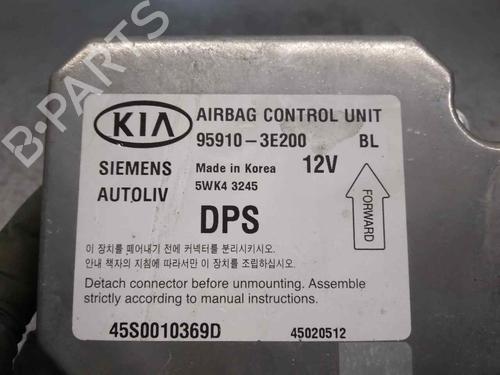 KIA
AIRBAG CONTROL UNIT
95910-3E200 BL
SIEMENS
AUTOLIV
Made in Korea
5WK4 3245
12V
DPS
FORWARD
이 장치를 떼어내기 전에 커넥터를 분리시키시오.
안내 책자의 지침에 따라서만 이 장치를 조립하십시오.
Detach connector before unmounting. Assemble
strictly according to manual instructions.
45S0010369D 45020512
B-PARTS